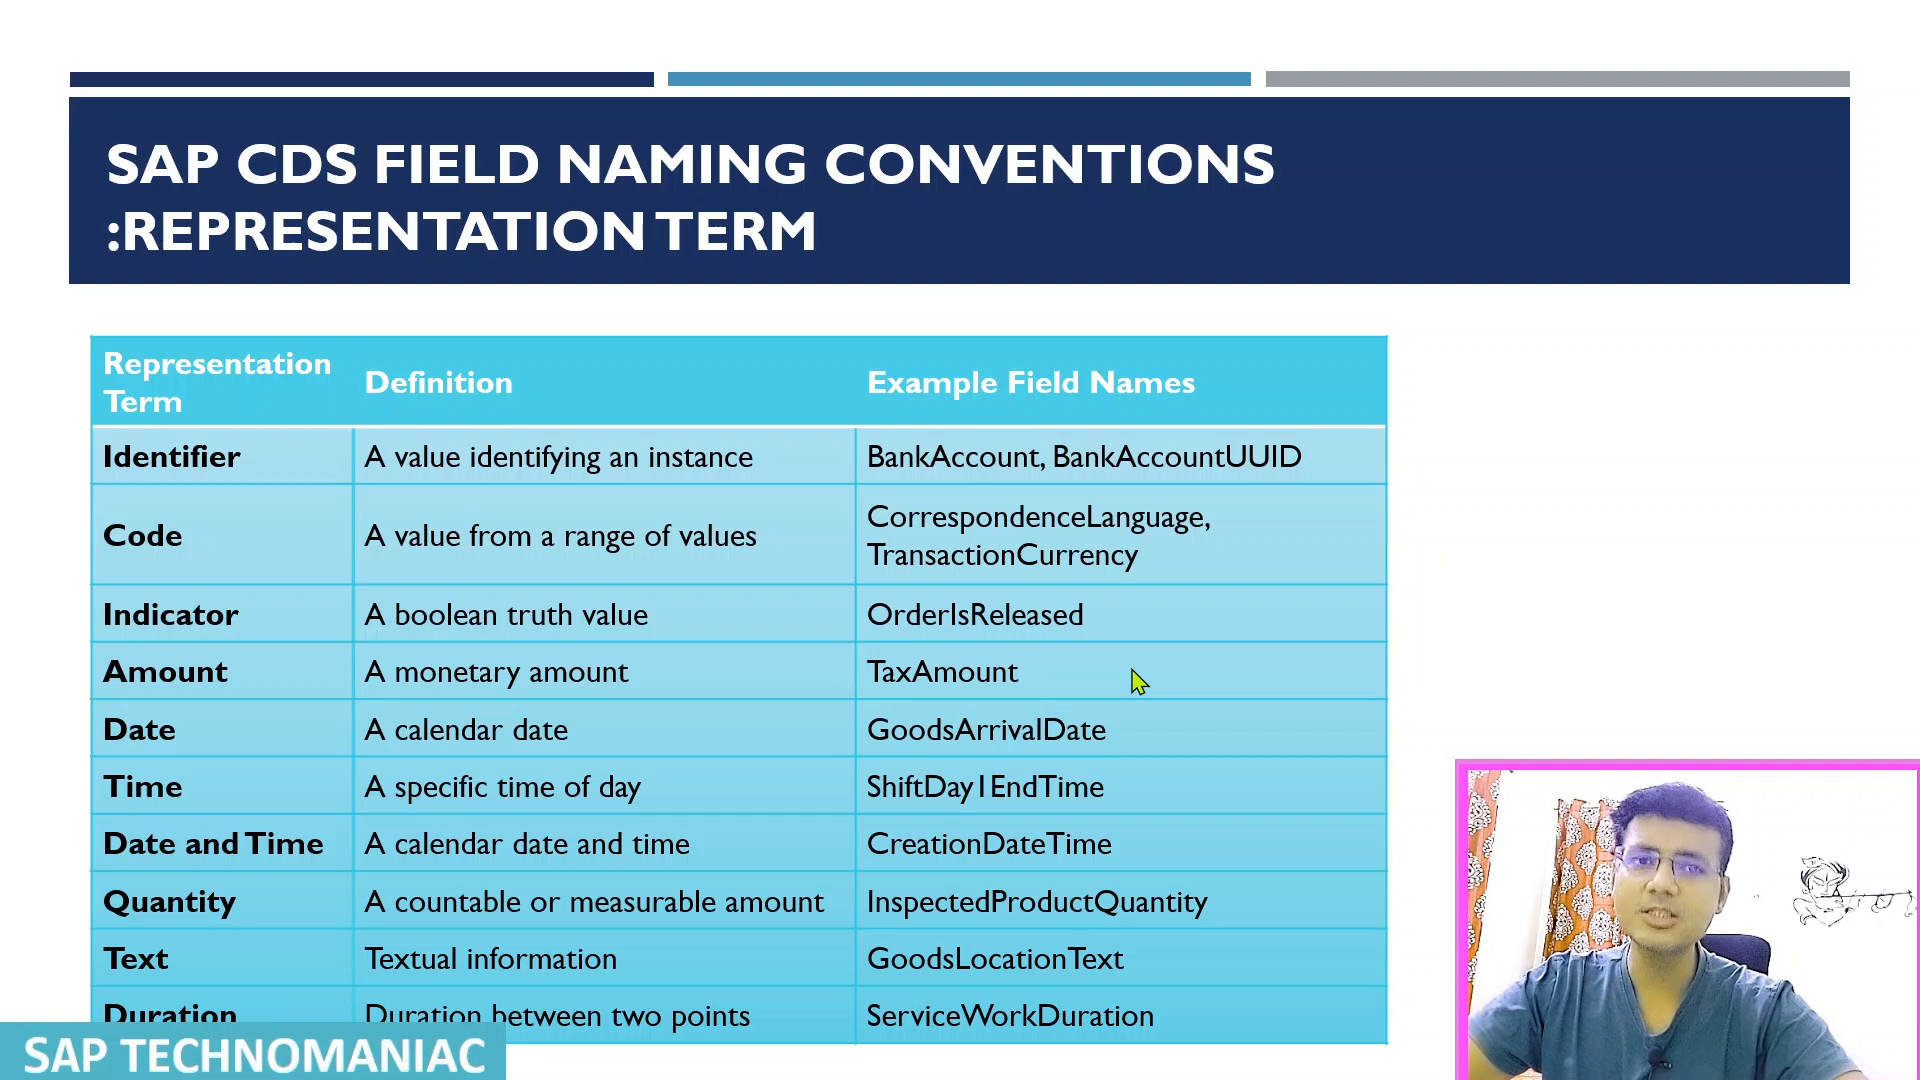 SAP CDS FIELD NAMING CONVENTIONS
:REPRESENTATION TERM
Representation
Term
Definition
Example Field Names
Identifier
A value identifying an instance
BankAccount, BankAccountUUID
Code
A value from a range of values
CorrespondenceLanguage,
TransactionCurrency
Indicator
A boolean truth value
OrderIsReleased
Amount
A monetary amount
TaxAmount
Date
A calendar date
GoodsArrivalDate
Time
A specific time of day
ShiftDay1EndTime
Date and Time
A calendar date and time
CreationDateTime
Quantity
A countable or measurable amount
InspectedProductQuantity
Text
Textual information
GoodsLocationText
Duration
Duration between two points
ServiceWorkDuration
SAP TECHNOMANIAC